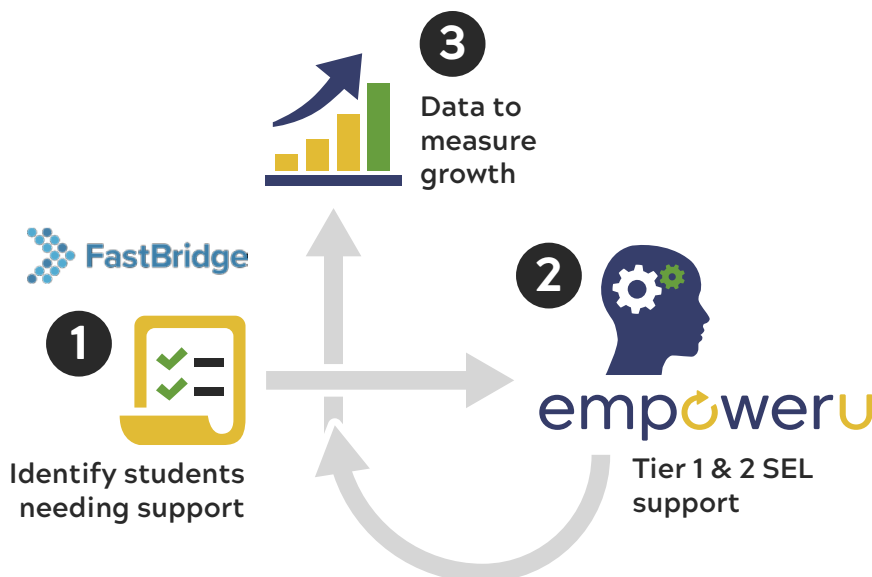 FastBridge
1
Identify students
needing support
2
empoweru
Tier 1 & 2 SEL
support
3
Data to
measure
growth